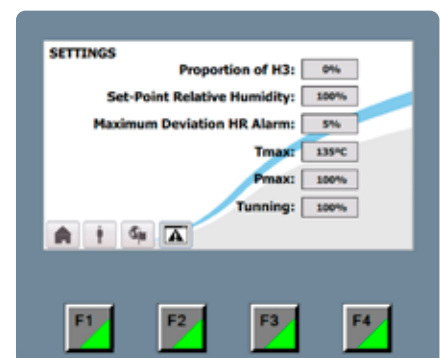 SETTINGS
Proportion of H3: 0%
Set-Point Relative Humidity: 100%
Maximum Deviation HR Alarm: 5%
Tmax: 135ºC
Pmax: 100%
Tunning: 100%
F1 F2 F3 F4